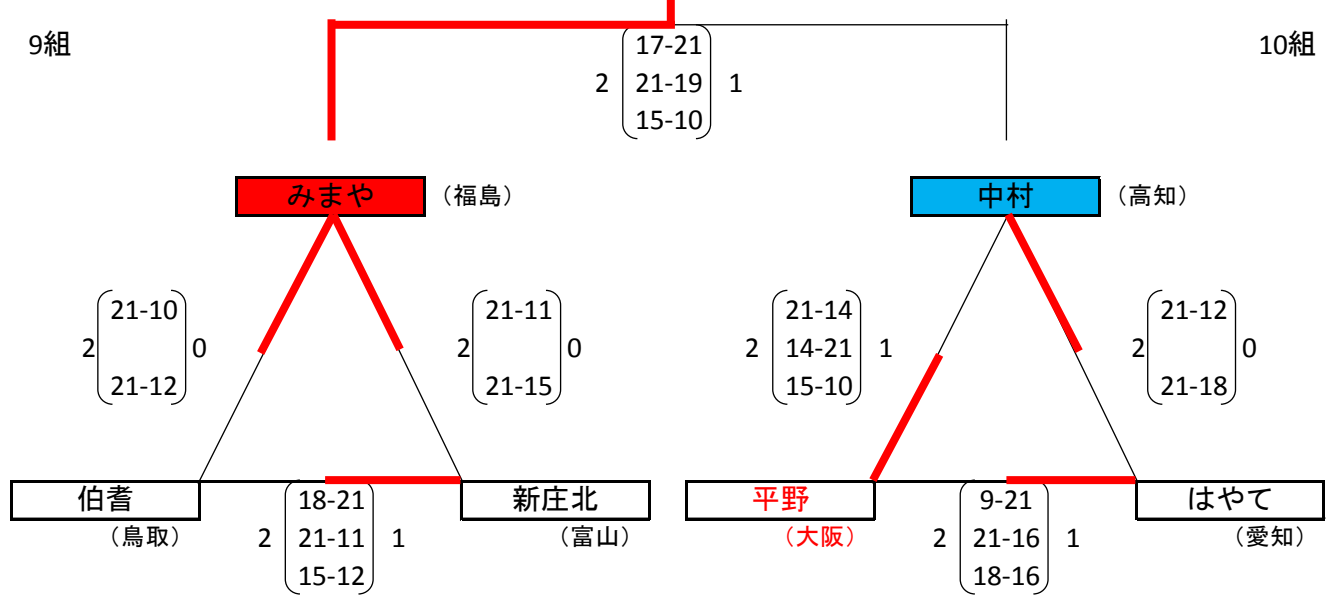 9組
10組
17-21
2 21-19 1
15-10
みまや (福島)
中村 (高知)
21-10
2 0
21-12
21-11
2 0
21-15
21-14
2 14-21 1
15-10
21-12
2 0
21-18
伯耆
(鳥取)
新庄北
(富山)
18-21
2 21-11 1
15-12
平野
(大阪)
はやて
(愛知)
9-21
2 21-16 1
18-16